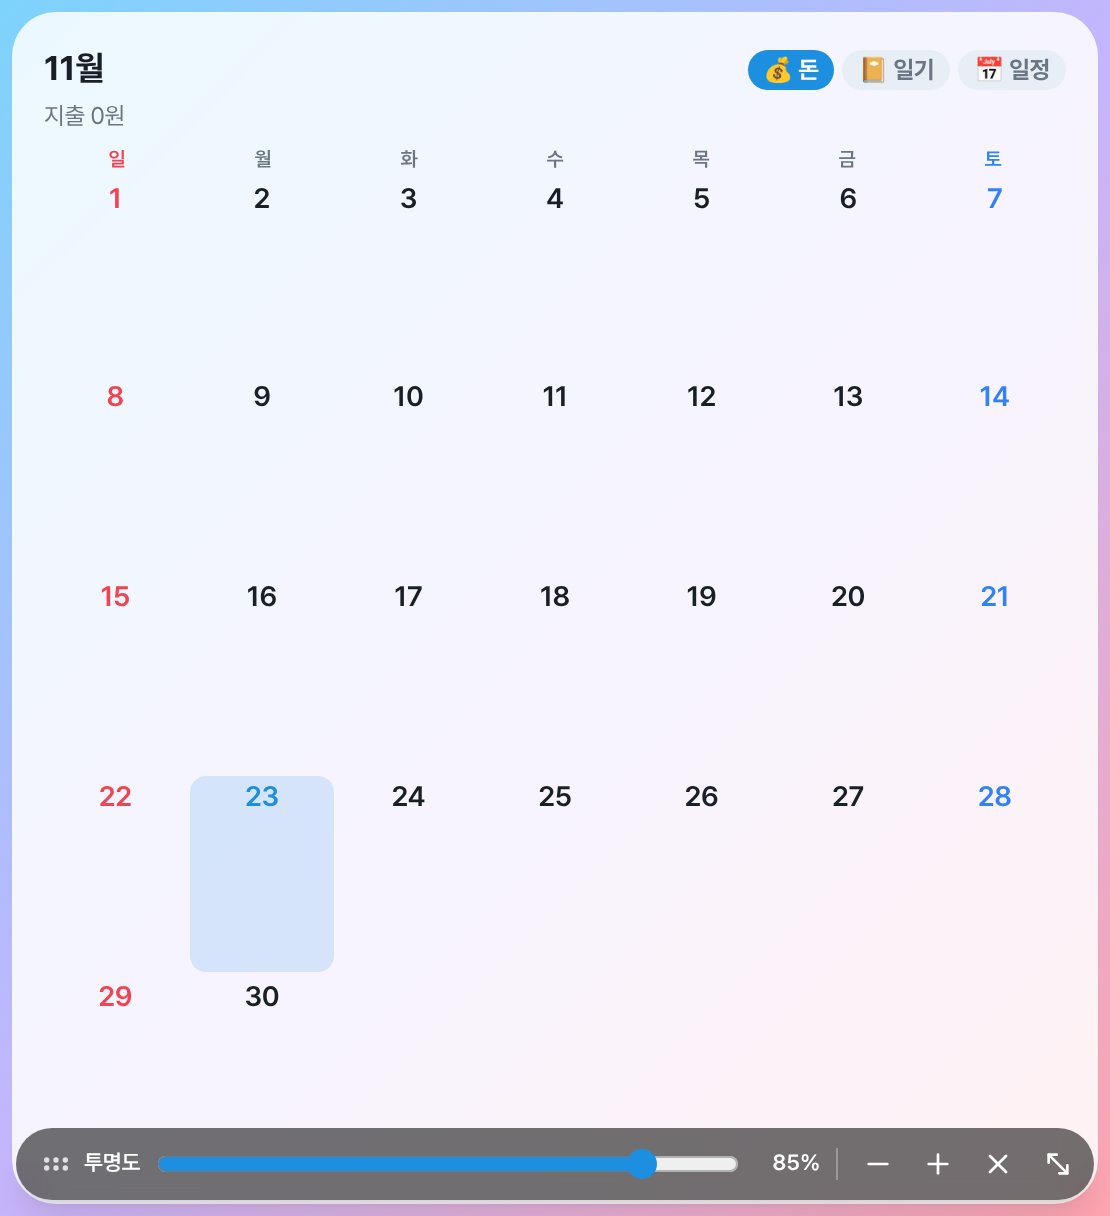 11월
💰 돈 📔 일기 📅 일정
지출 0원
일 월 화 수 목 금 토
1 2 3 4 5 6 7
8 9 10 11 12 13 14
15 16 17 18 19 20 21
22 23 24 25 26 27 28
29 30
투명도 85%